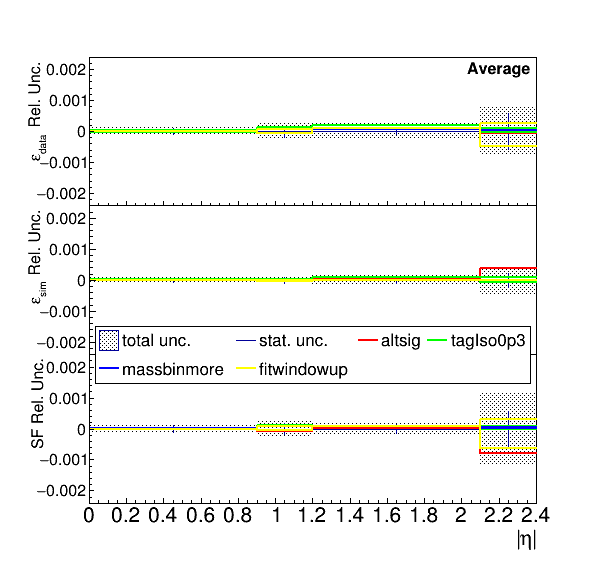 Average
0.002
0.001
0
−0.001
−0.002
ε_data Rel. Unc.
0.002
0.001
0
−0.001
−0.002
ε_sim Rel. Unc.
total unc. stat. unc. altsig tagIso0p3
massbinmore fitwindowup
0.002
0.001
0
−0.001
−0.002
SF Rel. Unc.
0 0.2 0.4 0.6 0.8 1 1.2 1.4 1.6 1.8 2 2.2 2.4
|η|